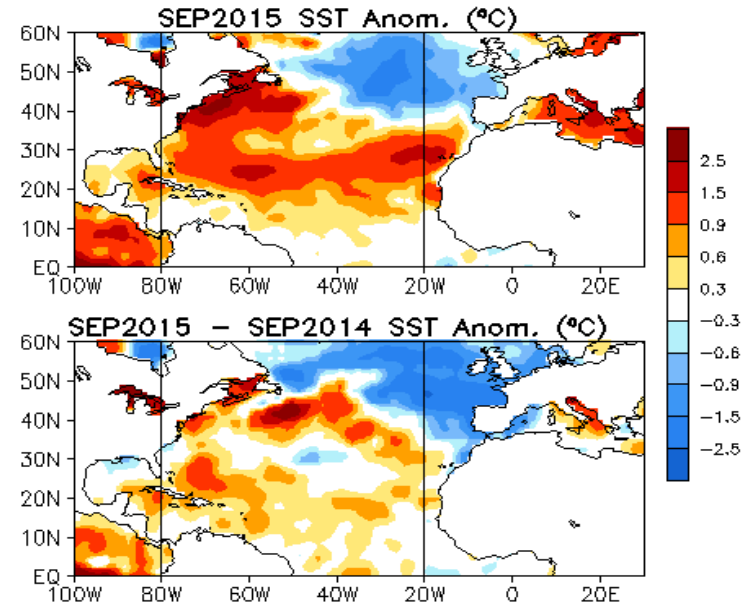 SEP2015 SST Anom. (ºC)
60N
50N
40N
30N
20N
10N
EQ
100W 80W 60W 40W 20W 0 20E
SEP2015 – SEP2014 SST Anom. (ºC)
60N
50N
40N
30N
20N
10N
EQ
100W 80W 60W 40W 20W 0 20E
2.5
1.5
0.9
0.6
0.3
−0.3
−0.6
−0.9
−1.5
−2.5